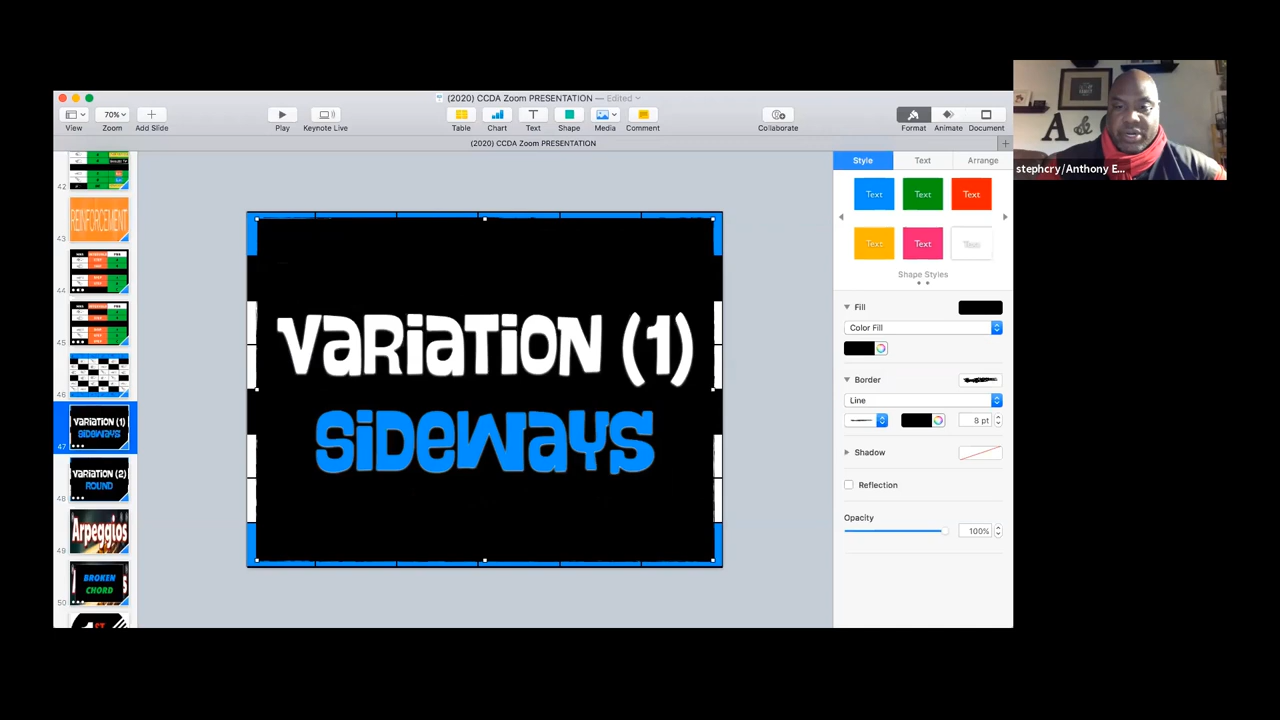 (2020) CCDA Zoom PRESENTATION — Edited
70%
View
Zoom
Add Slide
Play
Keynote Live
Table
Chart
Text
Shape
Media
Comment
Collaborate
Format
Animate
Document
(2020) CCDA Zoom PRESENTATION
42
REINFORCEMENT
43
44
45
46
VARIATION (1)
SIDEWAYS
47
VARIATION (2)
ROUND
48
Arpeggios
49
BROKEN
CHORD
50
1ST
VaRiaTiON (1)
SiDeWaYS
Style
Text
Arrange
Text
Text
Text
Text
Text
Text
Shape Styles
Fill
Color Fill
Border
Line
8 pt
Shadow
Reflection
Opacity
100%
stephcry/Anthony E...